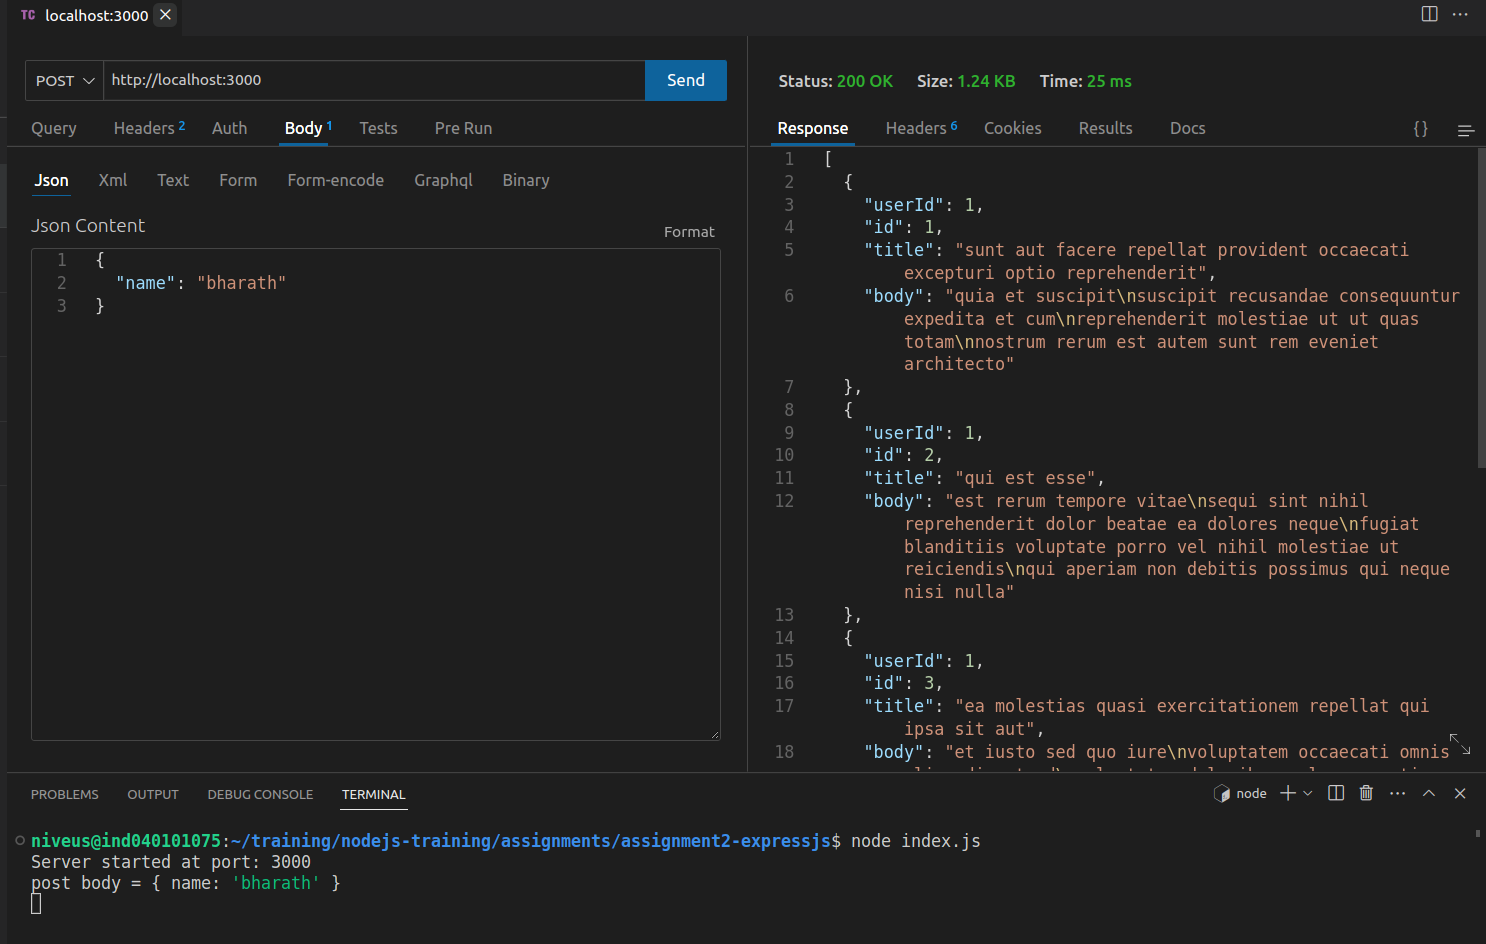 TC localhost:3000
POST http://localhost:3000 Send
Query Headers 2 Auth Body 1 Tests Pre Run
Json Xml Text Form Form-encode Graphql Binary
Json Content
Format
1 {
2 "name": "bharath"
3 }
Status: 200 OK Size: 1.24 KB Time: 25 ms
Response Headers 6 Cookies Results Docs {}
1 [
2 {
3 "userId": 1,
4 "id": 1,
5 "title": "sunt aut facere repellat provident occaecati
excepturi optio reprehenderit",
6 "body": "quia et suscipit\nsuscipit recusandae consequuntur
expedita et cum\nreprehenderit molestiae ut ut quas
totam\nnostrum rerum est autem sunt rem eveniet
architecto"
7 },
8 {
9 "userId": 1,
10 "id": 2,
11 "title": "qui est esse",
12 "body": "est rerum tempore vitae\nsequi sint nihil
reprehenderit dolor beatae ea dolores neque\nfugiat
blanditiis voluptate porro vel nihil molestiae ut
reiciendis\nqui aperiam non debitis possimus qui neque
nisi nulla"
13 },
14 {
15 "userId": 1,
16 "id": 3,
17 "title": "ea molestias quasi exercitationem repellat qui
ipsa sit aut",
18 "body": "et iusto sed quo iure\nvoluptatem occaecati omnis
PROBLEMS OUTPUT DEBUG CONSOLE TERMINAL
node
niveus@ind040101075:~/training/nodejs-training/assignments/assignment2-expressjs$ node index.js
Server started at port: 3000
post body = { name: 'bharath' }